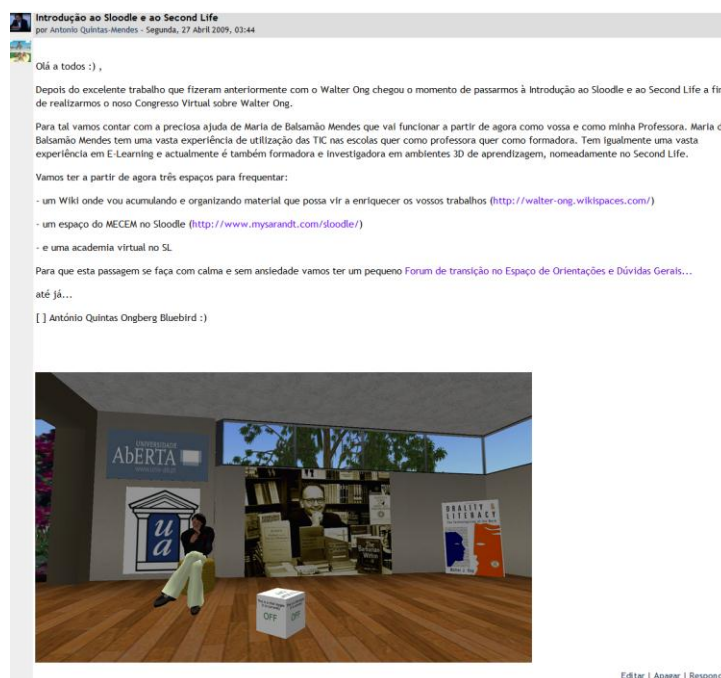 Introdução ao Sloodle e ao Second Life
por Antonio Quintas-Mendes - Segunda, 27 Abril 2009, 03:44
Olá a todos :) ,
Depois do excelente trabalho que fizeram anteriormente com o Walter Ong chegou o momento de passarmos à Introdução ao Sloodle e ao Second Life a fim
de realizarmos o noso Congresso Virtual sobre Walter Ong.
Para tal vamos contar com a preciosa ajuda de Maria de Balsamão Mendes que vai funcionar a partir de agora como vossa e como minha Professora. Maria d
Balsamão Mendes tem uma vasta experiência de utilização das TIC nas escolas quer como professora quer como formadora. Tem igualmente uma vasta
experiência em E-Learning e actualmente é também formadora e investigadora em ambientes 3D de aprendizagem, nomeadamente no Second Life.
Vamos ter a partir de agora três espaços para frequentar:
- um Wiki onde vou acumulando e organizando material que possa vir a enriquecer os vossos trabalhos (http://walter-ong.wikispaces.com/)
- um espaço do MECEM no Sloodle (http://www.mysarandt.com/sloodle/)
- e uma academia virtual no SL
Para que esta passagem se faça com calma e sem ansiedade vamos ter um pequeno Forum de transição no Espaço de Orientações e Dúvidas Gerais...
até já...
[ ] António Quintas Ongberg Bluebird :)
UNIVERSIDADE
AbERTA
ua
ORALITY &
LITERACY
OFF
OFF
Editar | Apagar | Respond